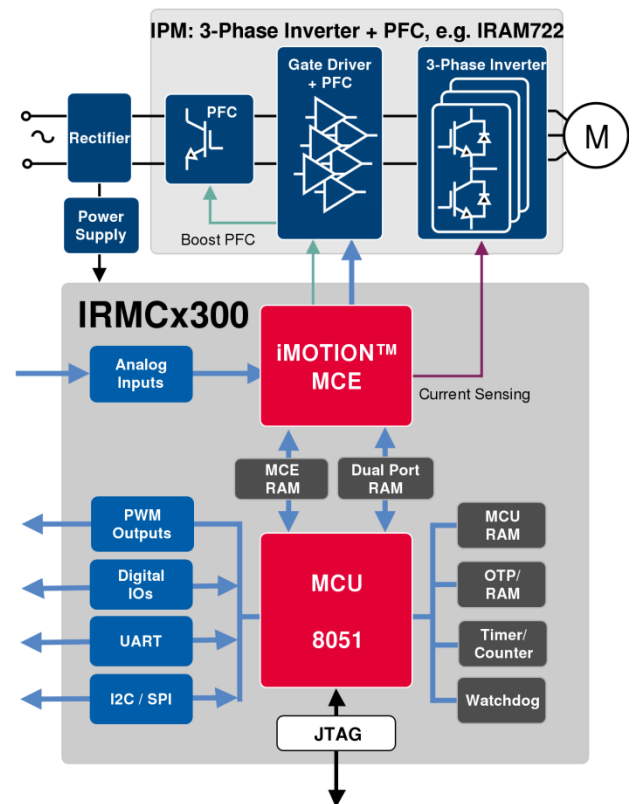 IPM: 3-Phase Inverter + PFC, e.g. IRAM722
Rectifier
PFC
Gate Driver
+ PFC
3-Phase Inverter
M
Power
Supply
Boost PFC
IRMCx300
Analog
Inputs
iMOTION™
MCE
Current Sensing
MCE
RAM
Dual Port
RAM
PWM
Outputs
Digital
IOs
UART
I2C / SPI
MCU
8051
MCU
RAM
OTP/
RAM
Timer/
Counter
Watchdog
JTAG